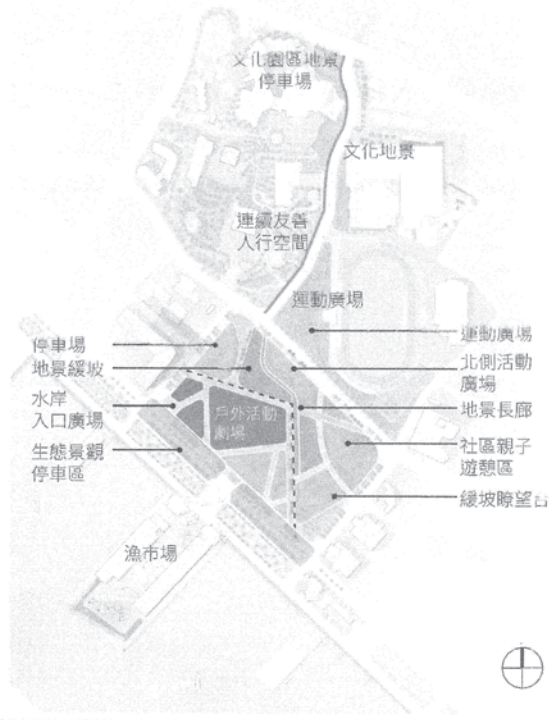 文化園區地景
停車場
文化地景
連續友善
人行空間
運動廣場
停車場
地景緩坡
水岸
入口廣場
生態景觀
停車區
戶外活動
劇場
運動廣場
北側活動
廣場
地景長廊
社區親子
遊憩區
緩坡瞭望台
漁市場